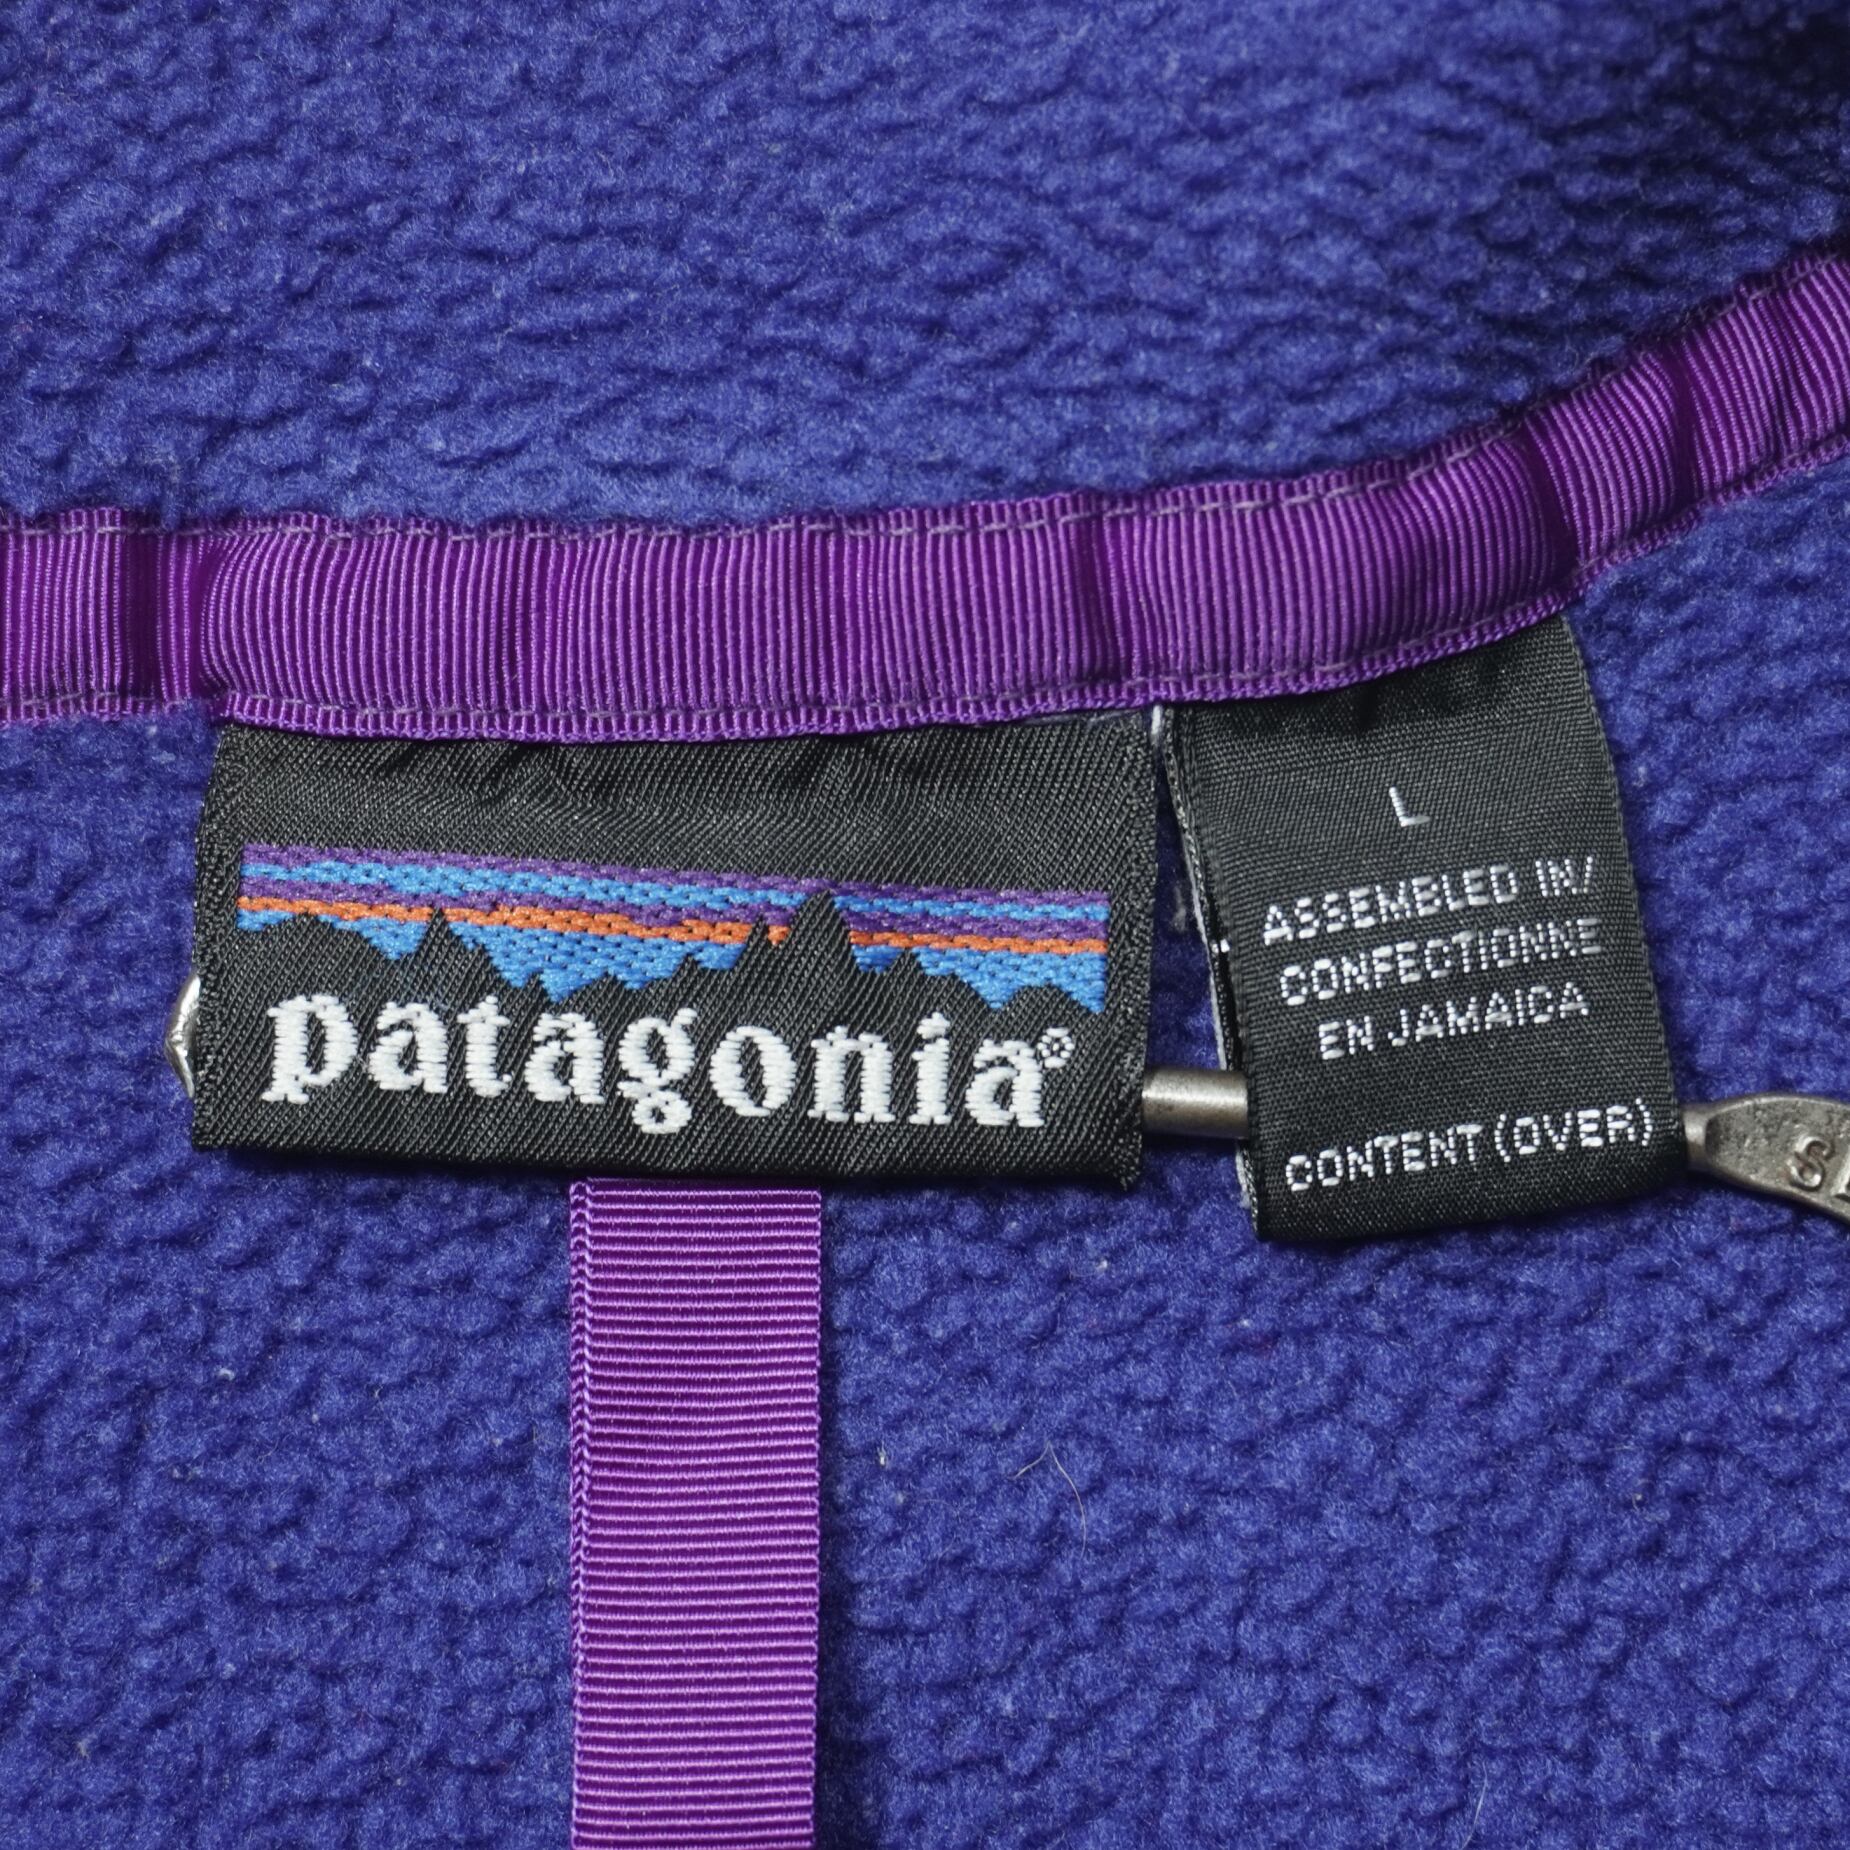 patagonia®
L
ASSEMBLED IN/
CONFECTIONNE
EN JAMAICA
CONTENT (OVER)